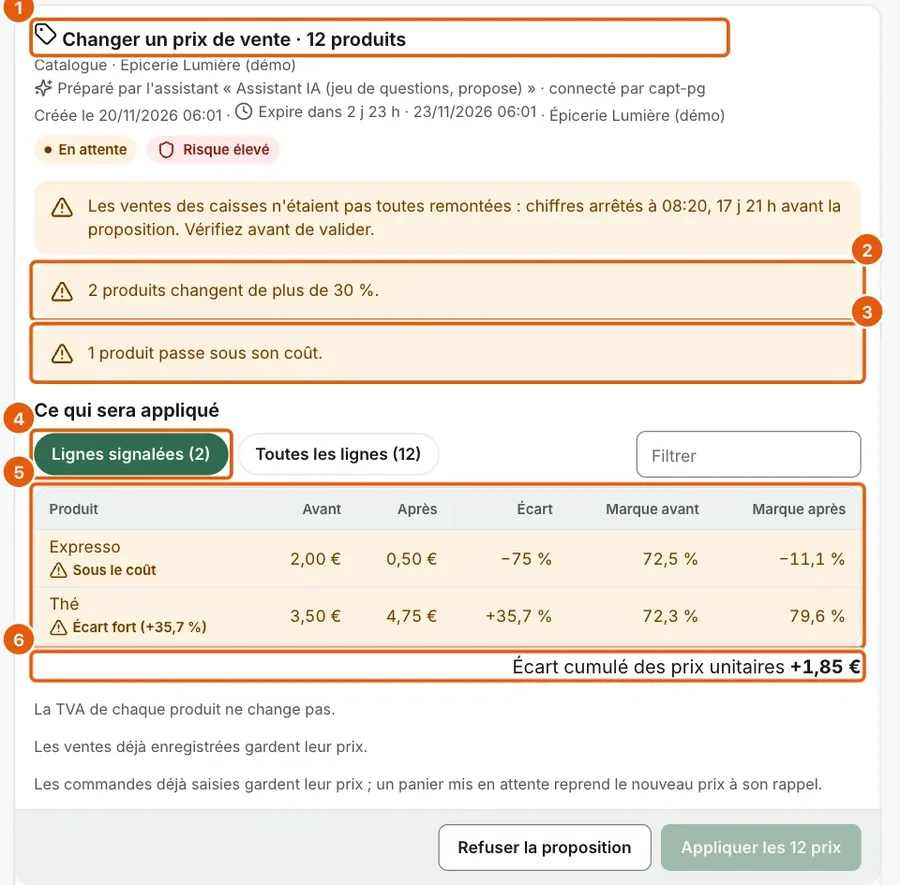 1
Changer un prix de vente · 12 produits
Catalogue · Epicerie Lumière (démo)
Préparé par l'assistant « Assistant IA (jeu de questions, propose) » · connecté par capt-pg
Créée le 20/11/2026 06:01 · Expire dans 2 j 23 h · 23/11/2026 06:01 · Épicerie Lumière (démo)
En attente Risque élevé
Les ventes des caisses n'étaient pas toutes remontées : chiffres arrêtés à 08:20, 17 j 21 h avant la
proposition. Vérifiez avant de valider.
2
2 produits changent de plus de 30 %.
3
1 produit passe sous son coût.
Ce qui sera appliqué
4
Lignes signalées (2) Toutes les lignes (12) Filtrer
5
Produit Avant Après Écart Marque avant Marque après
Expresso 2,00 € 0,50 € −75 % 72,5 % −11,1 %
Sous le coût
Thé 3,50 € 4,75 € +35,7 % 72,3 % 79,6 %
Écart fort (+35,7 %)
6
Écart cumulé des prix unitaires +1,85 €
La TVA de chaque produit ne change pas.
Les ventes déjà enregistrées gardent leur prix.
Les commandes déjà saisies gardent leur prix ; un panier mis en attente reprend le nouveau prix à son rappel.
Refuser la proposition Appliquer les 12 prix